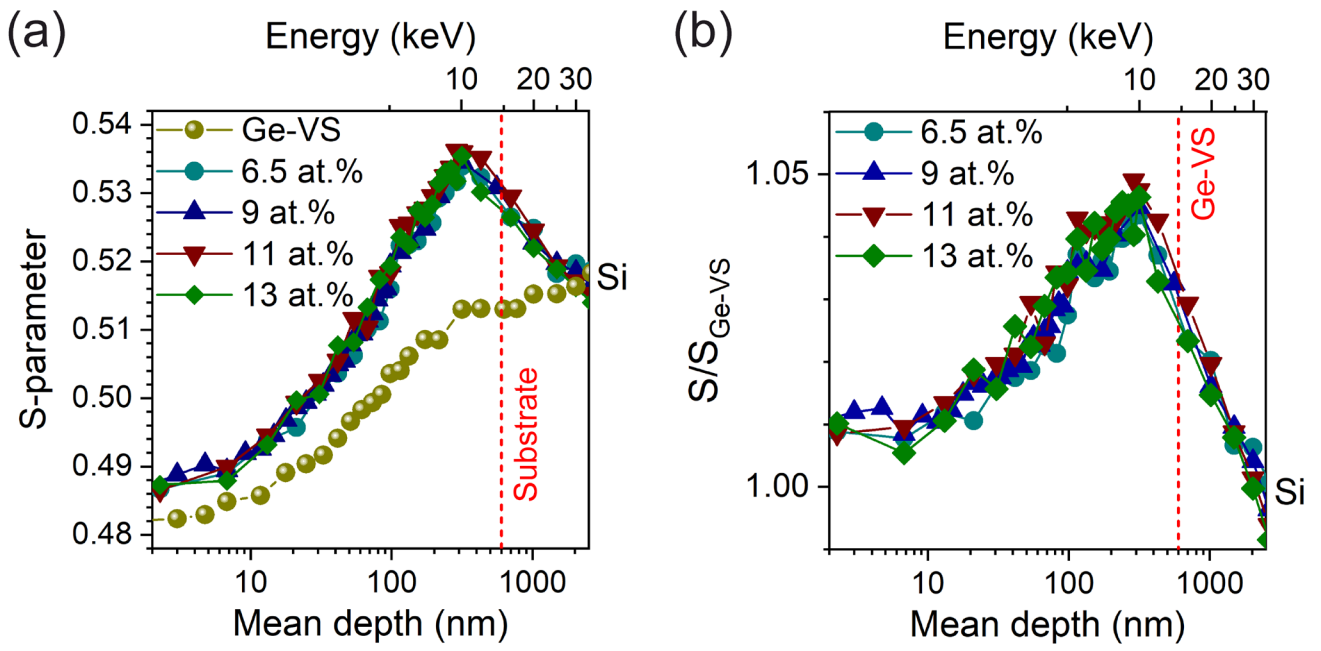 (a)
Energy (keV)
10 20 30
0.54
0.53
0.52
0.51
0.50
0.49
0.48
S-parameter
Ge-VS
6.5 at.%
9 at.%
11 at.%
13 at.%
Substrate
Si
10 100 1000
Mean depth (nm)
(b)
Energy (keV)
10 20 30
1.05
1.00
S/S_Ge-VS
6.5 at.%
9 at.%
11 at.%
13 at.%
Ge-VS
Si
10 100 1000
Mean depth (nm)